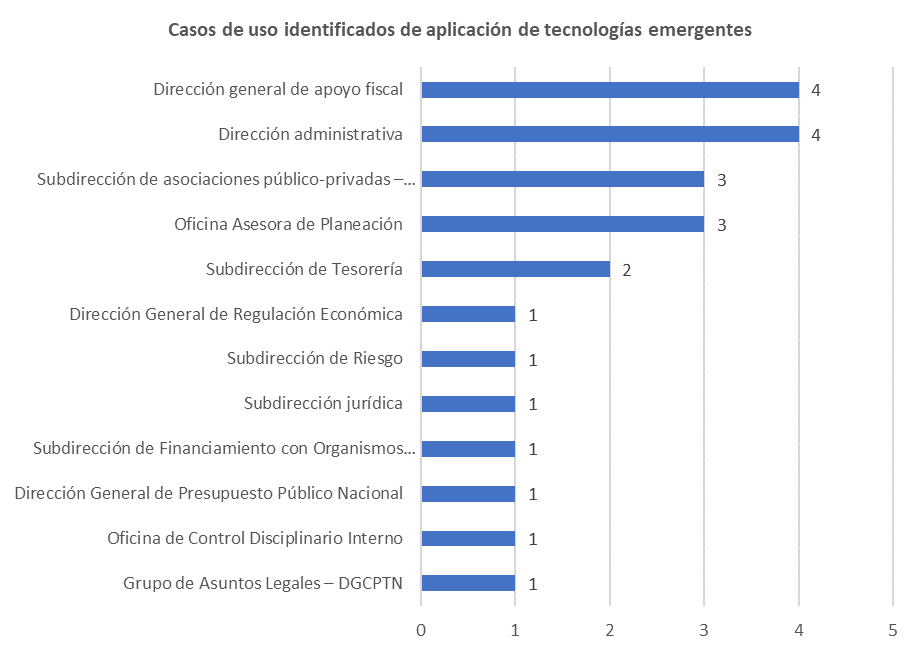 Casos de uso identificados de aplicación de tecnologías emergentes
Dirección general de apoyo fiscal 4
Dirección administrativa 4
Subdirección de asociaciones público-privadas –... 3
Oficina Asesora de Planeación 3
Subdirección de Tesorería 2
Dirección General de Regulación Económica 1
Subdirección de Riesgo 1
Subdirección jurídica 1
Subdirección de Financiamiento con Organismos... 1
Dirección General de Presupuesto Público Nacional 1
Oficina de Control Disciplinario Interno 1
Grupo de Asuntos Legales – DGCPTN 1
0 1 2 3 4 5